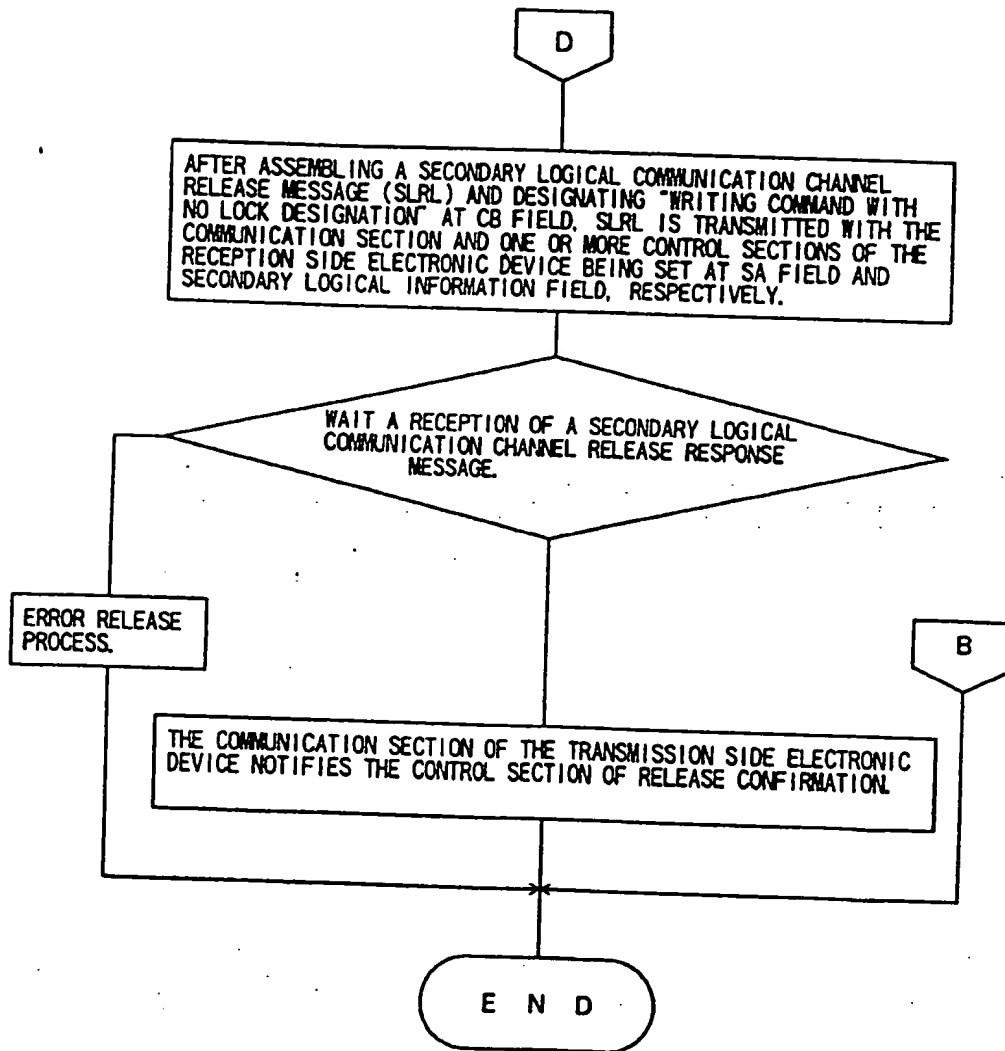 D
AFTER ASSEMBLING A SECONDARY LOGICAL COMMUNICATION CHANNEL
RELEASE MESSAGE (SLRL) AND DESIGNATING "WRITING COMMAND WITH
NO LOCK DESIGNATION" AT CB FIELD, SLRL IS TRANSMITTED WITH THE
COMMUNICATION SECTION AND ONE OR MORE CONTROL SECTIONS OF THE
RECEPTION SIDE ELECTRONIC DEVICE BEING SET AT SA FIELD AND
SECONDARY LOGICAL INFORMATION FIELD, RESPECTIVELY.
WAIT A RECEPTION OF A SECONDARY LOGICAL
COMMUNICATION CHANNEL RELEASE RESPONSE
MESSAGE.
ERROR RELEASE
PROCESS.
B
THE COMMUNICATION SECTION OF THE TRANSMISSION SIDE ELECTRONIC
DEVICE NOTIFIES THE CONTROL SECTION OF RELEASE CONFIRMATION.
END